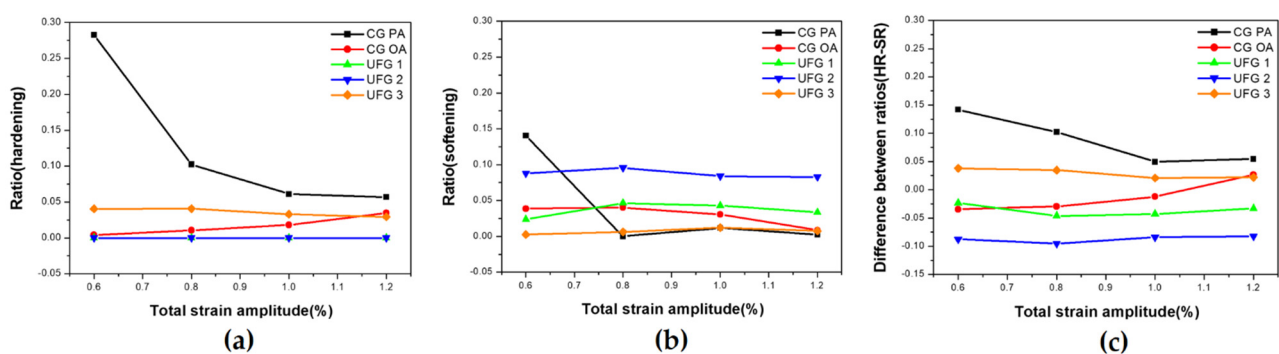 Ratio(hardening)
0.30
0.25
0.20
0.15
0.10
0.05
0.00
-0.05
0.6
0.7
0.8
0.9
1.0
1.1
1.2
Total strain amplitude(%)
CG PA
CG OA
UFG 1
UFG 2
UFG 3
(a)
Ratio(softening)
0.30
0.25
0.20
0.15
0.10
0.05
0.00
-0.05
0.6
0.7
0.8
0.9
1.0
1.1
1.2
Total strain amplitude(%)
CG PA
CG OA
UFG 1
UFG 2
UFG 3
(b)
Difference between ratios(HR-SR)
0.30
0.25
0.20
0.15
0.10
0.05
0.00
-0.05
-0.10
-0.15
0.6
0.7
0.8
0.9
1.0
1.1
1.2
Total strain amplitude(%)
CG PA
CG OA
UFG 1
UFG 2
UFG 3
(c)